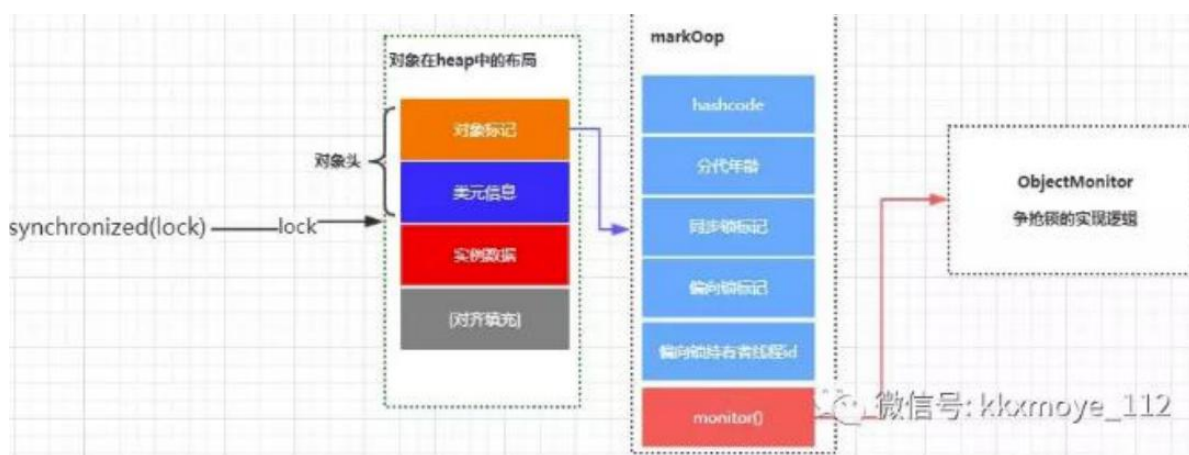 对象在heap中的布局
对象头
对象标记
类元信息
实例数据
[对齐填充]
synchronized(lock)
lock
markOop
hashcode
分代年龄
同步锁标记
偏向锁标记
偏向锁持有者线程id
monitor()
ObjectMonitor
争抢锁的实现逻辑
微信号: kkxmoye_112